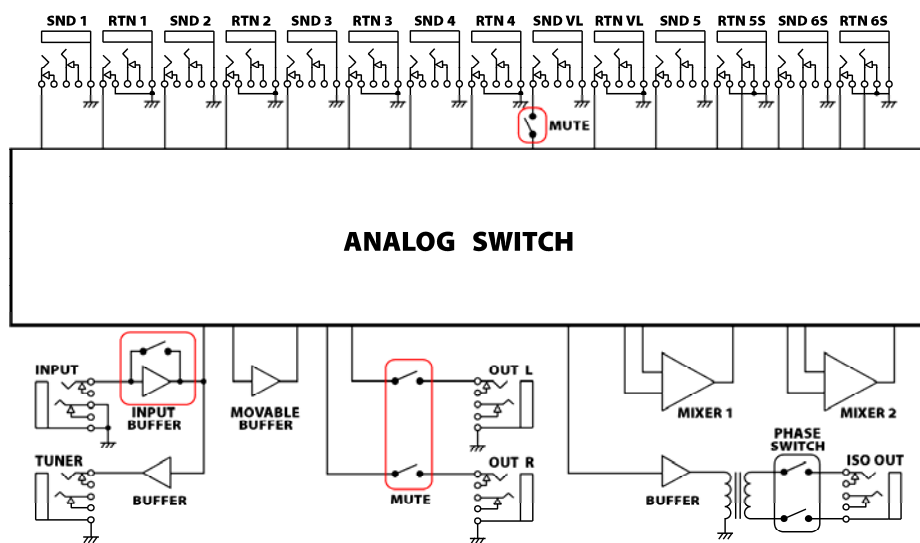 SND 1 RTN 1 SND 2 RTN 2 SND 3 RTN 3 SND 4 RTN 4 SND VL RTN VL SND 5 RTN 5S SND 6S RTN 6S
MUTE
ANALOG SWITCH
INPUT
INPUT
BUFFER
MOVABLE
BUFFER
OUT L
MIXER 1
MIXER 2
TUNER
BUFFER
MUTE
OUT R
BUFFER
PHASE
SWITCH
ISO OUT